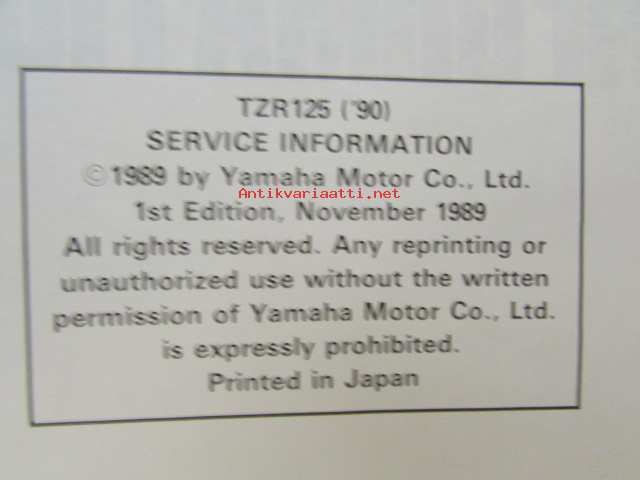 TZR125 ('90)
SERVICE INFORMATION
©1989 by Yamaha Motor Co., Ltd.
Antikvariaatti.net
1st Edition, November 1989
All rights reserved. Any reprinting or
unauthorized use without the written
permission of Yamaha Motor Co., Ltd.
is expressly prohibited.
Printed in Japan